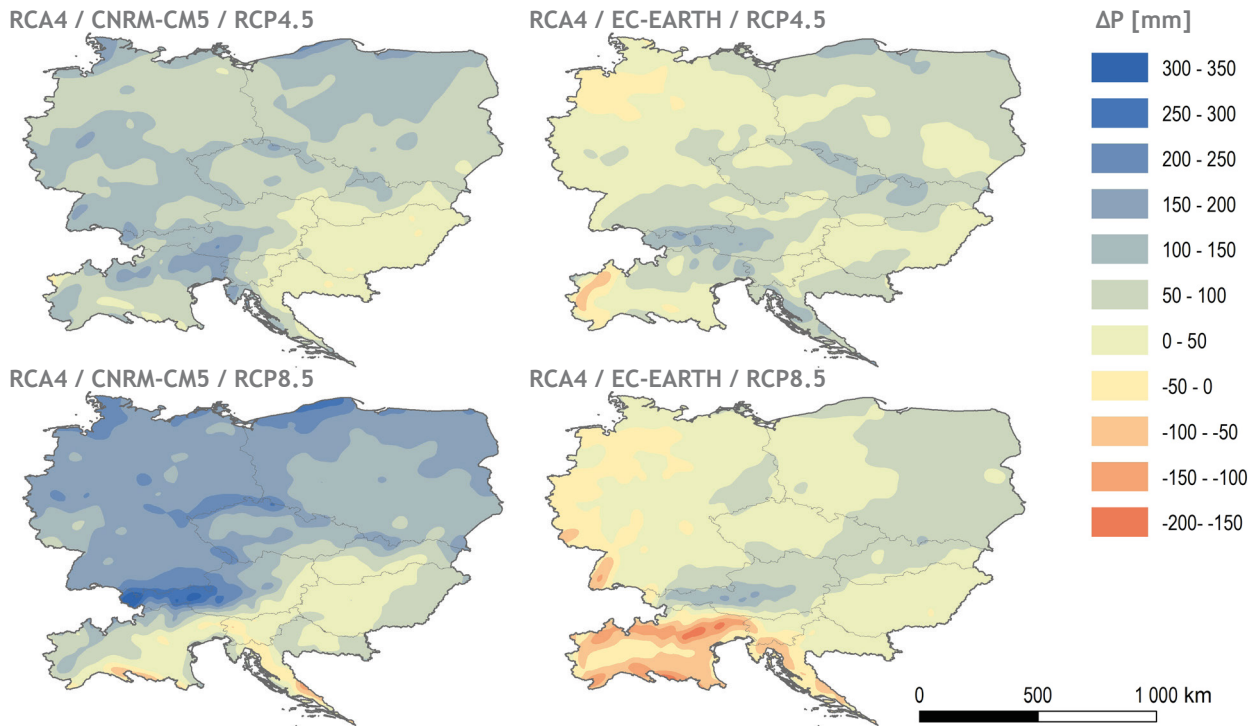 RCA4 / CNRM-CM5 / RCP4.5
RCA4 / EC-EARTH / RCP4.5
ΔP [mm]
300 - 350
250 - 300
200 - 250
150 - 200
100 - 150
50 - 100
0 - 50
-50 - 0
-100 - -50
-150 - -100
-200- -150
RCA4 / CNRM-CM5 / RCP8.5
RCA4 / EC-EARTH / RCP8.5
0 500 1 000 km